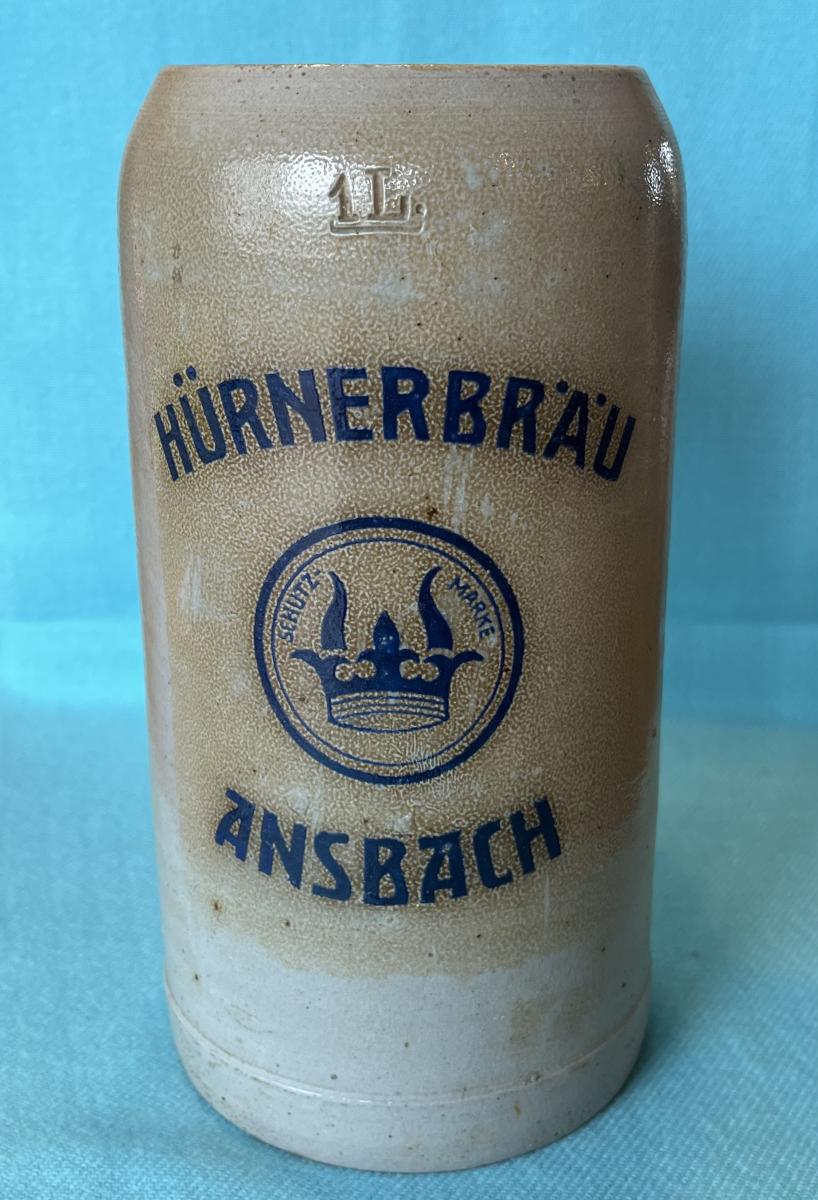 1L.
HÜRNERBRÄU
SCHUTZ-MARKE
ANSBACH